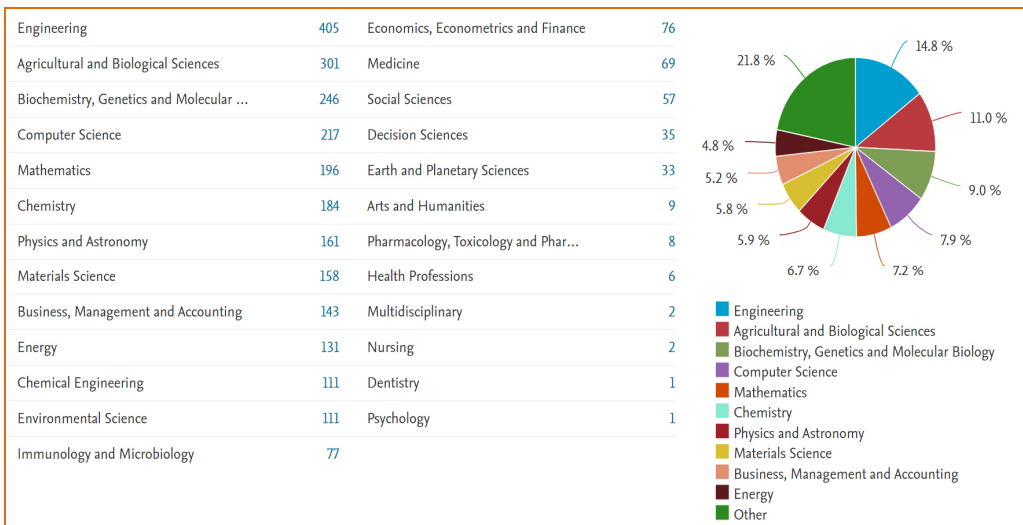 Engineering 405
Agricultural and Biological Sciences 301
Biochemistry, Genetics and Molecular ... 246
Computer Science 217
Mathematics 196
Chemistry 184
Physics and Astronomy 161
Materials Science 158
Business, Management and Accounting 143
Energy 131
Chemical Engineering 111
Environmental Science 111
Immunology and Microbiology 77
Economics, Econometrics and Finance 76
Medicine 69
Social Sciences 57
Decision Sciences 35
Earth and Planetary Sciences 33
Arts and Humanities 9
Pharmacology, Toxicology and Phar... 8
Health Professions 6
Multidisciplinary 2
Nursing 2
Dentistry 1
Psychology 1
14.8 %
11.0 %
9.0 %
7.9 %
7.2 %
6.7 %
5.9 %
5.8 %
5.2 %
4.8 %
21.8 %
Engineering
Agricultural and Biological Sciences
Biochemistry, Genetics and Molecular Biology
Computer Science
Mathematics
Chemistry
Physics and Astronomy
Materials Science
Business, Management and Accounting
Energy
Other